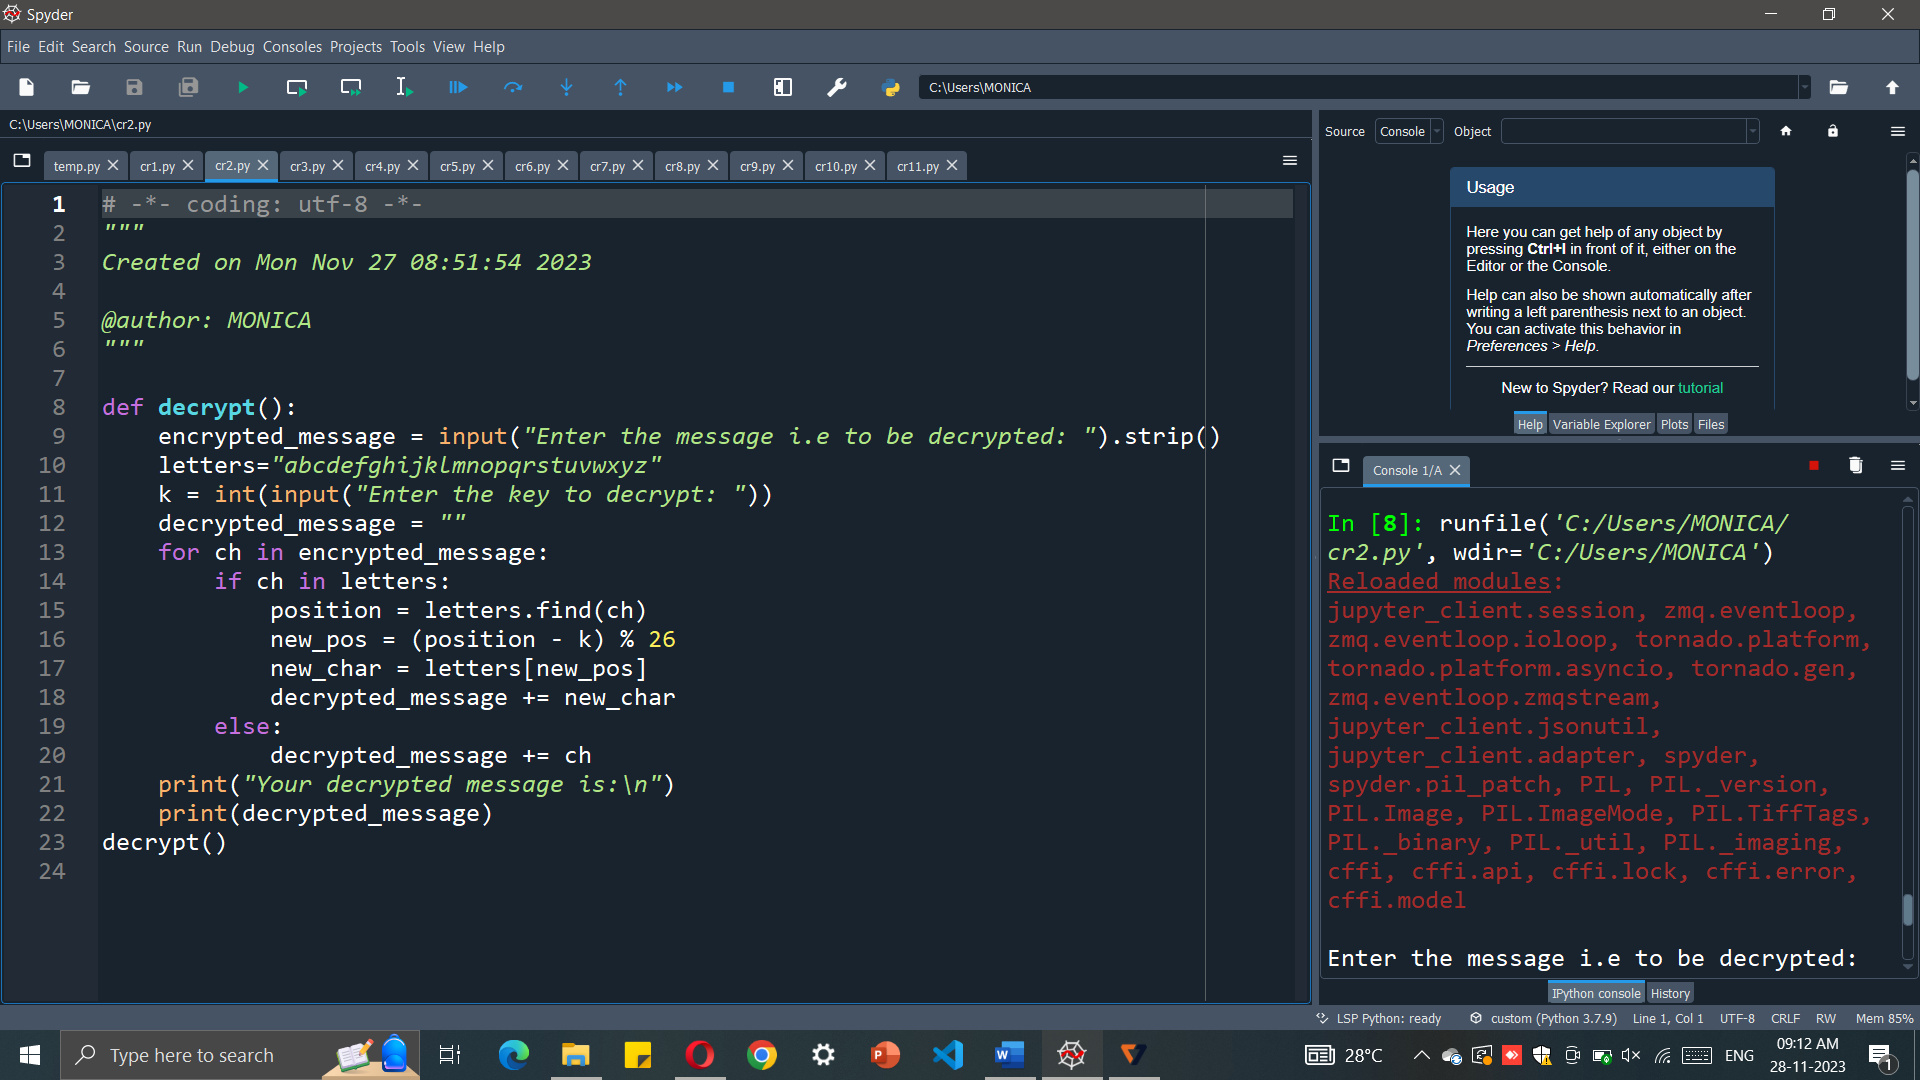 Spyder
File Edit Search Source Run Debug Consoles Projects Tools View Help
C:\Users\MONICA
C:\Users\MONICA\cr2.py
temp.py cr1.py cr2.py cr3.py cr4.py cr5.py cr6.py cr7.py cr8.py cr9.py cr10.py cr11.py
1 # -*- coding: utf-8 -*-
2 """
3 Created on Mon Nov 27 08:51:54 2023
4
5 @author: MONICA
6 """
7
8 def decrypt():
9     encrypted_message = input("Enter the message i.e to be decrypted: ").strip()
10     letters="abcdefghijklmnopqrstuvwxyz"
11     k = int(input("Enter the key to decrypt: "))
12     decrypted_message = ""
13     for ch in encrypted_message:
14         if ch in letters:
15             position = letters.find(ch)
16             new_pos = (position - k) % 26
17             new_char = letters[new_pos]
18             decrypted_message += new_char
19         else:
20             decrypted_message += ch
21     print("Your decrypted message is:\n")
22     print(decrypted_message)
23 decrypt()
24
Source Console Object
Usage
Here you can get help of any object by
pressing Ctrl+I in front of it, either on the
Editor or the Console.
Help can also be shown automatically after
writing a left parenthesis next to an object.
You can activate this behavior in
Preferences > Help.
New to Spyder? Read our tutorial
Help Variable Explorer Plots Files
Console 1/A
In [8]: runfile('C:/Users/MONICA/
cr2.py', wdir='C:/Users/MONICA')
Reloaded modules:
jupyter_client.session, zmq.eventloop,
zmq.eventloop.ioloop, tornado.platform,
tornado.platform.asyncio, tornado.gen,
zmq.eventloop.zmqstream,
jupyter_client.jsonutil,
jupyter_client.adapter, spyder,
spyder.pil_patch, PIL, PIL._version,
PIL.Image, PIL.ImageMode, PIL.TiffTags,
PIL._binary, PIL._util, PIL._imaging,
cffi, cffi.api, cffi.lock, cffi.error,
cffi.model
Enter the message i.e to be decrypted:
IPython console History
LSP Python: ready custom (Python 3.7.9) Line 1, Col 1 UTF-8 CRLF RW Mem 85%
Type here to search
28°C
ENG
09:12 AM
28-11-2023
1